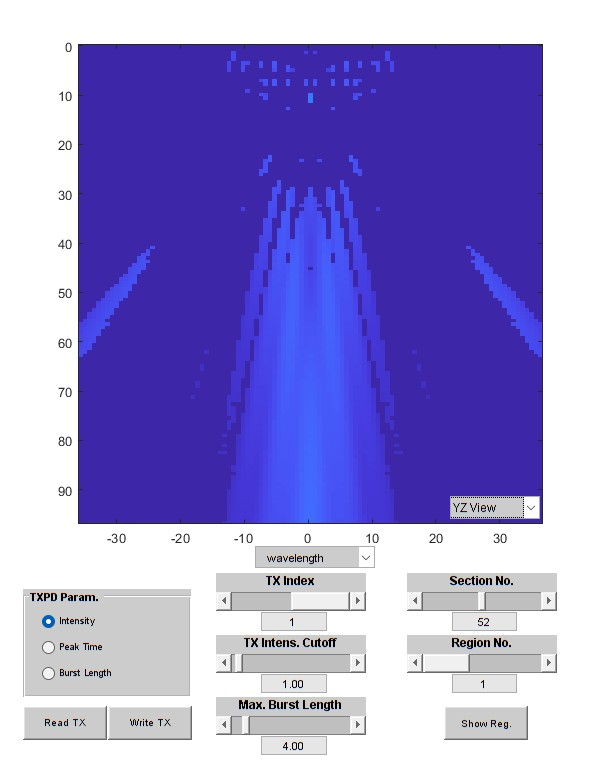 0
10
20
30
40
50
60
70
80
90
YZ View
-30 -20 -10 0 10 20 30
wavelength
TX Index
1
Section No.
52
TXPD Param.
Intensity
Peak Time
Burst Length
TX Intens. Cutoff
1.00
Region No.
1
Max. Burst Length
4.00
Read TX
Write TX
Show Reg.